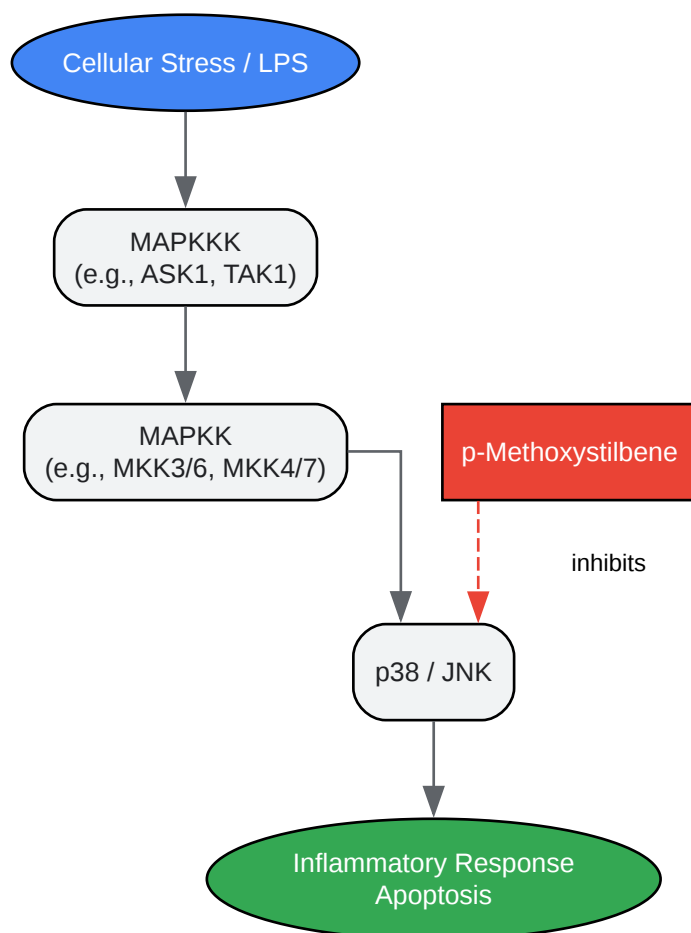 Cellular Stress / LPS
MAPKKK
(e.g., ASK1, TAK1)
MAPKK
(e.g., MKK3/6, MKK4/7)
p-Methoxystilbene
inhibits
p38 / JNK
Inflammatory Response
Apoptosis